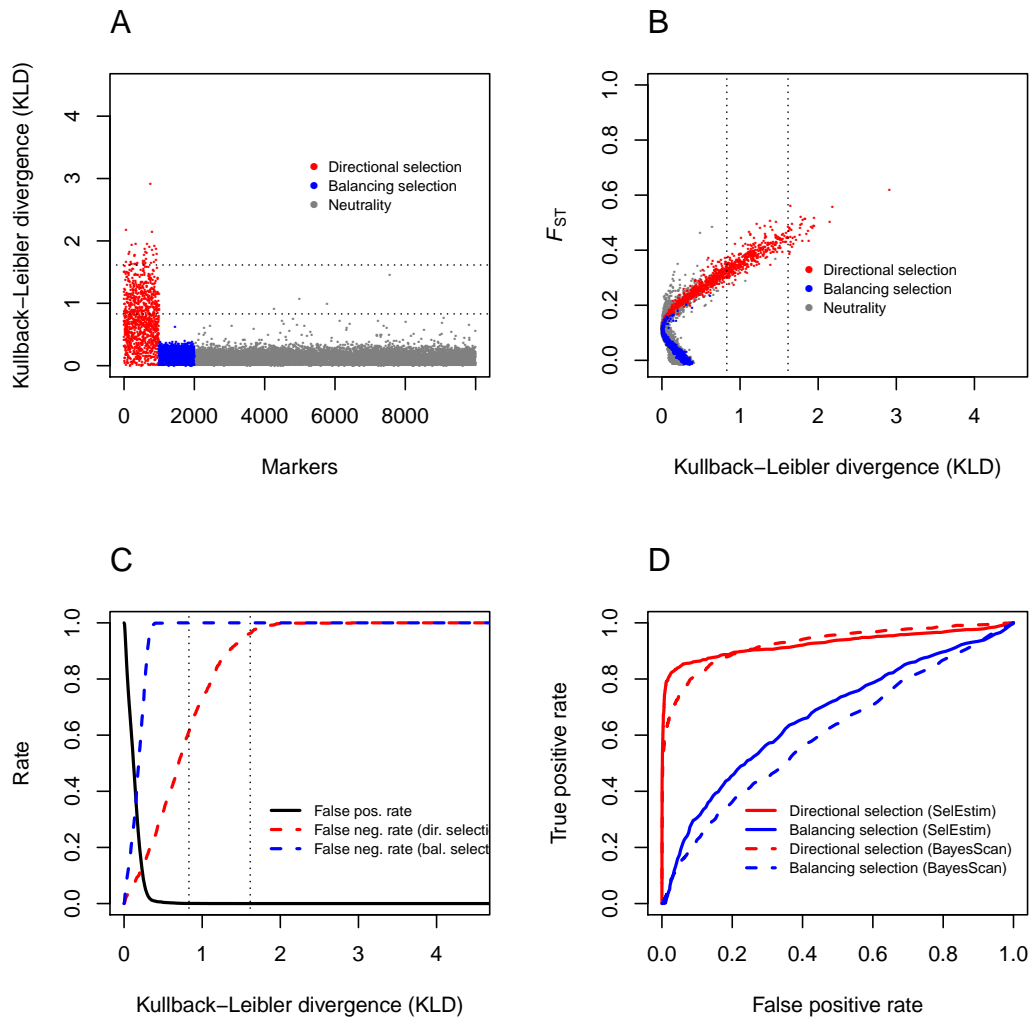 A
Kullback−Leibler divergence (KLD)
4
3
2
1
0
Directional selection
Balancing selection
Neutrality
0 2000 4000 6000 8000
Markers
B
FST
1.0
0.8
0.6
0.4
0.2
0.0
Directional selection
Balancing selection
Neutrality
0 1 2 3 4
Kullback−Leibler divergence (KLD)
C
Rate
1.0
0.8
0.6
0.4
0.2
0.0
False pos. rate
False neg. rate (dir. selecti
False neg. rate (bal. select
0 1 2 3 4
Kullback−Leibler divergence (KLD)
D
True positive rate
1.0
0.8
0.6
0.4
0.2
0.0
Directional selection (SelEstim)
Balancing selection (SelEstim)
Directional selection (BayesScan)
Balancing selection (BayesScan)
0.0 0.2 0.4 0.6 0.8 1.0
False positive rate